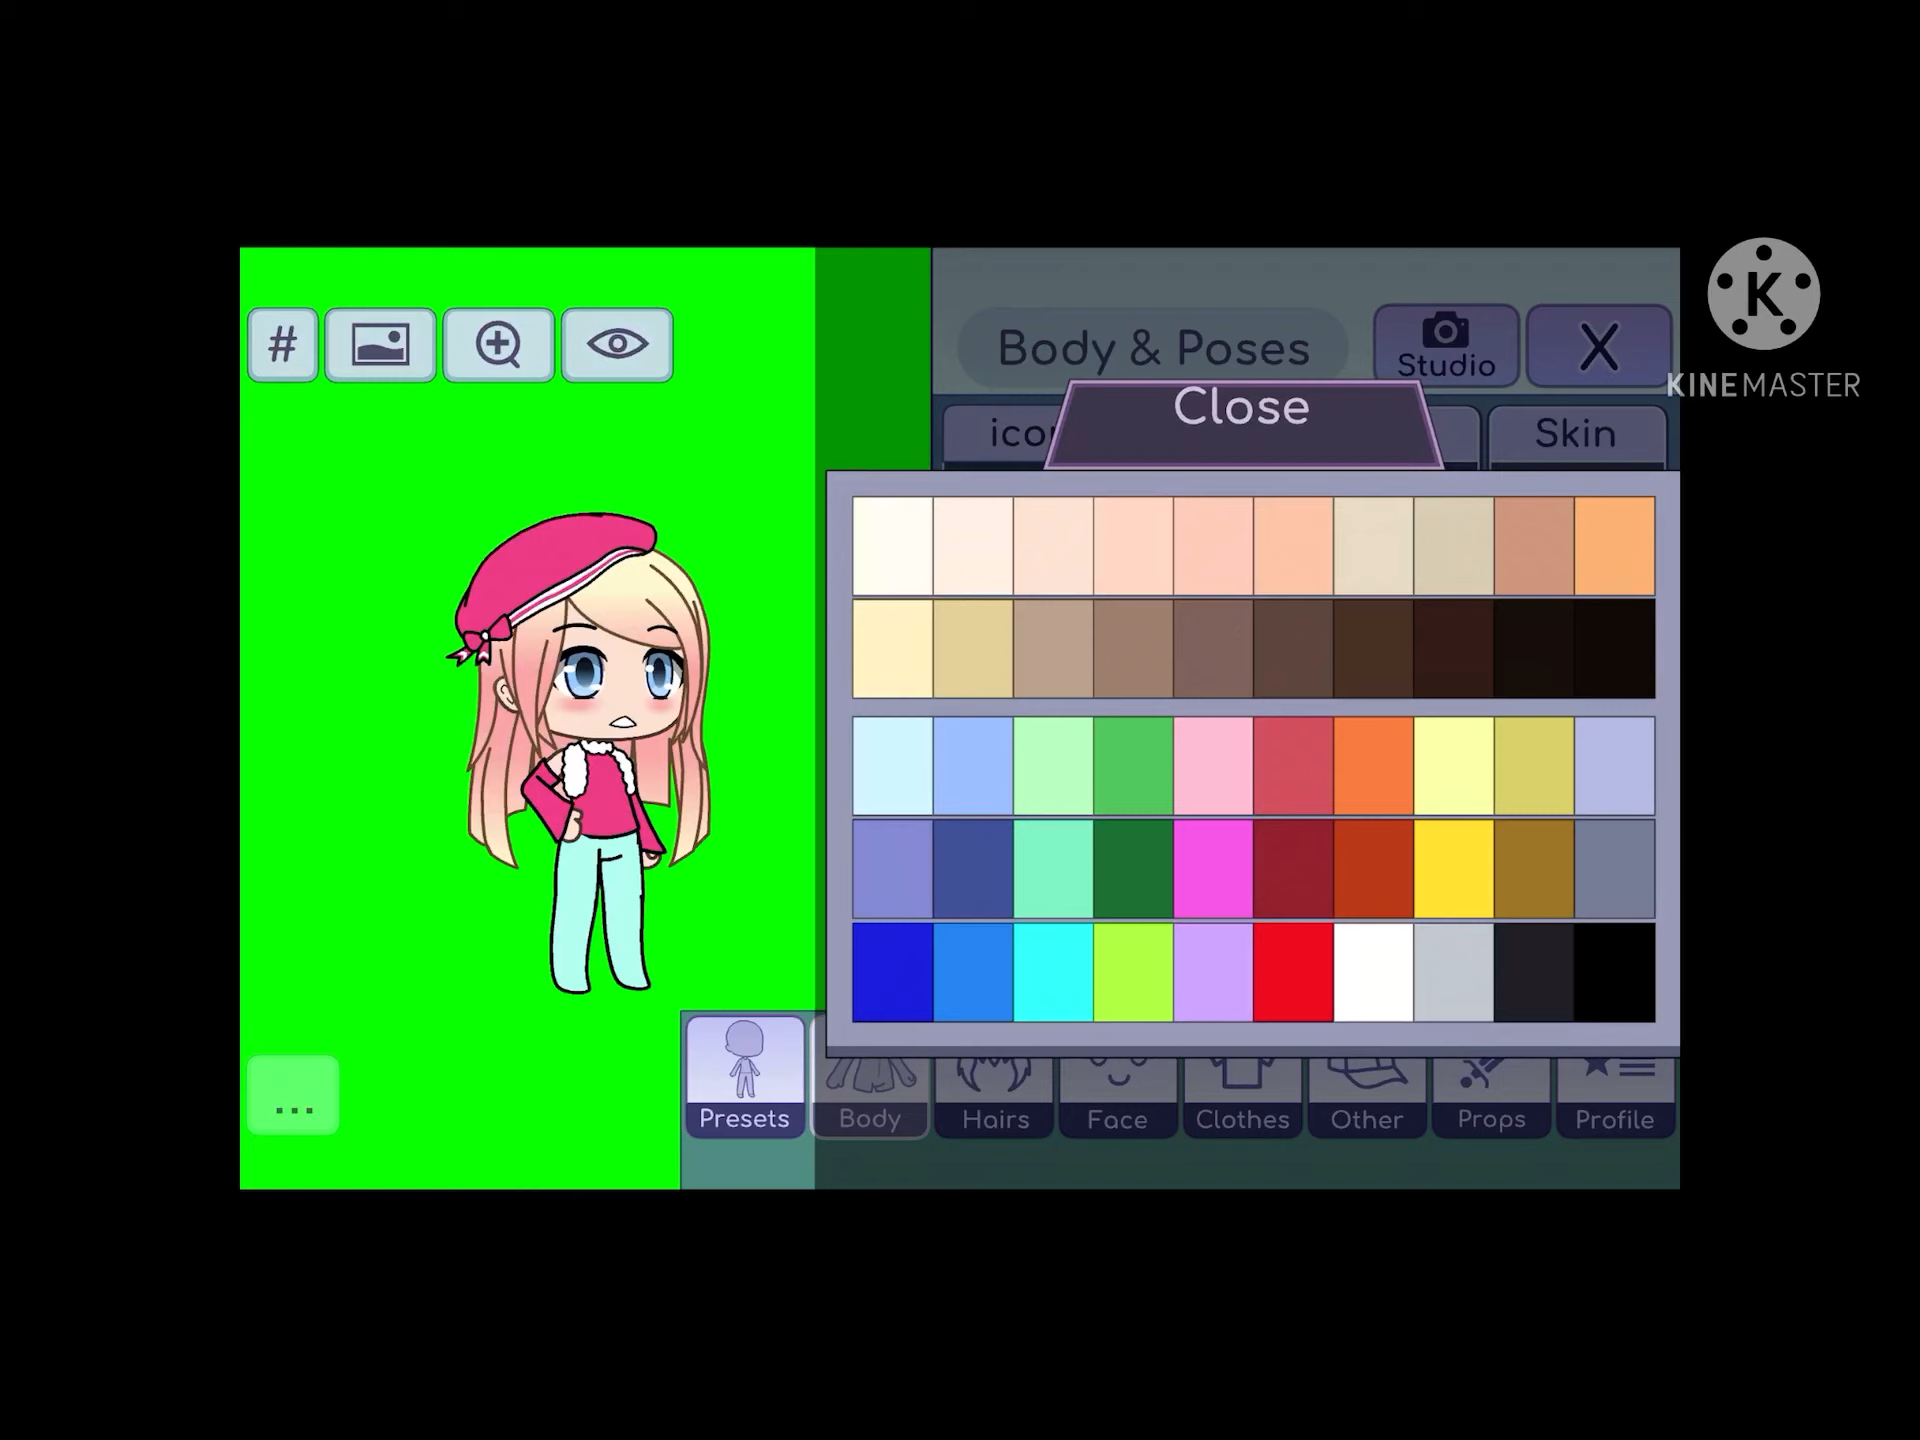 #
Body & Poses
Studio
X
K
KINEMASTER
Close
Skin
...
Presets
Body
Hairs
Face
Clothes
Other
Props
Profile